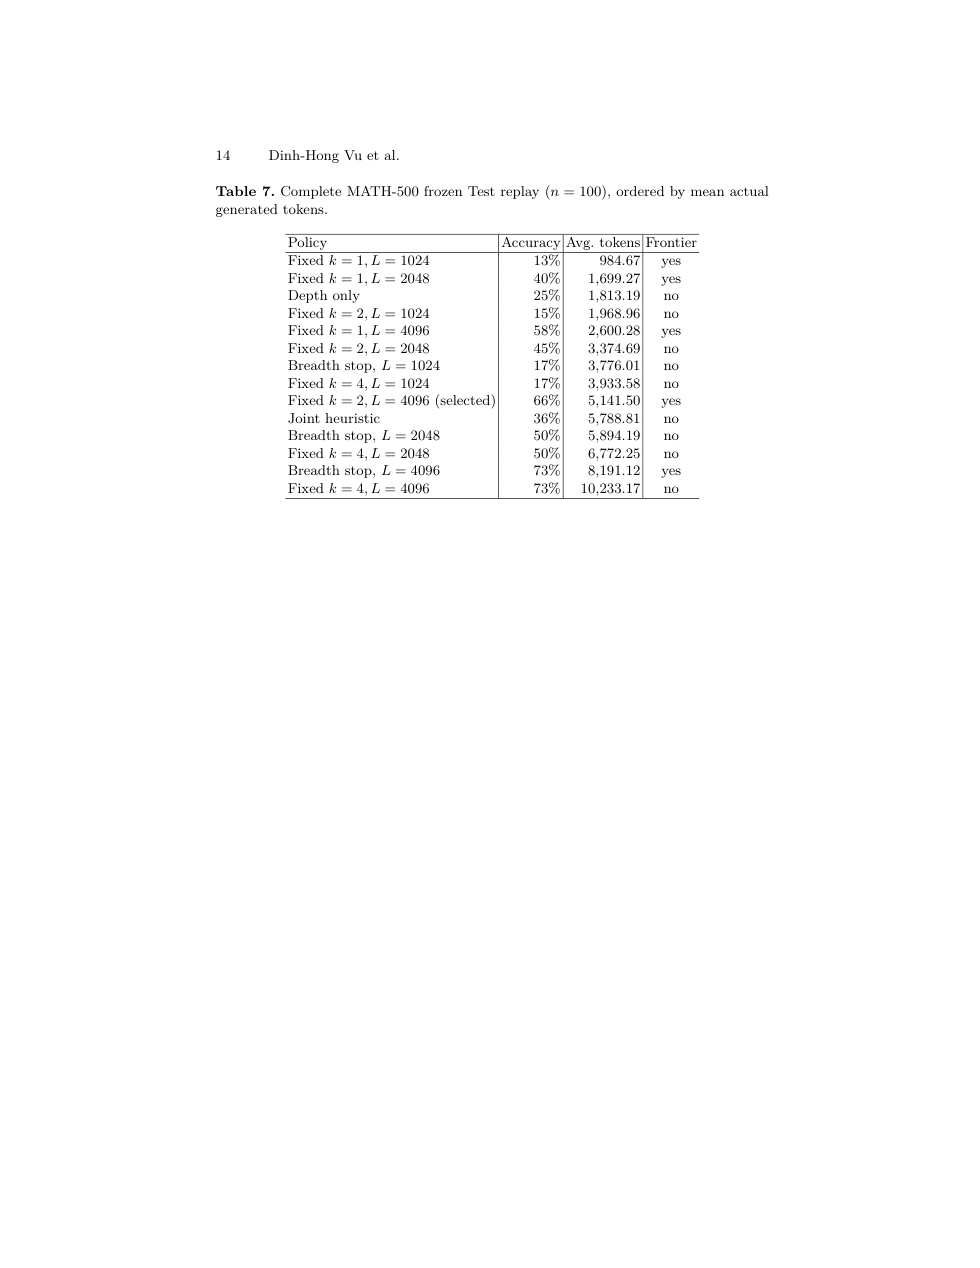 14 Dinh-Hong Vu et al.
Table 7. Complete MATH-500 frozen Test replay (n = 100), ordered by mean actual
generated tokens.
Policy Accuracy Avg. tokens Frontier
Fixed k = 1, L = 1024 13% 984.67 yes
Fixed k = 1, L = 2048 40% 1,699.27 yes
Depth only 25% 1,813.19 no
Fixed k = 2, L = 1024 15% 1,968.96 no
Fixed k = 1, L = 4096 58% 2,600.28 yes
Fixed k = 2, L = 2048 45% 3,374.69 no
Breadth stop, L = 1024 17% 3,776.01 no
Fixed k = 4, L = 1024 17% 3,933.58 no
Fixed k = 2, L = 4096 (selected) 66% 5,141.50 yes
Joint heuristic 36% 5,788.81 no
Breadth stop, L = 2048 50% 5,894.19 no
Fixed k = 4, L = 2048 50% 6,772.25 no
Breadth stop, L = 4096 73% 8,191.12 yes
Fixed k = 4, L = 4096 73% 10,233.17 no